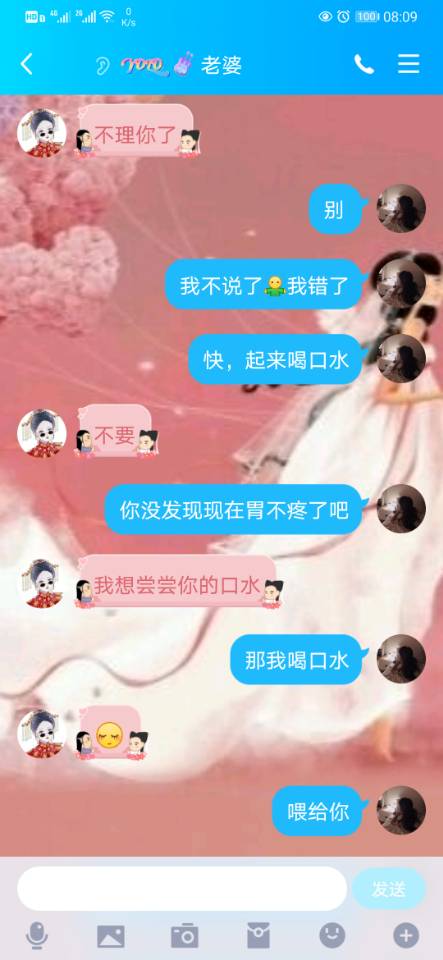 HD 4G 2G 0 K/s 100 08:09
YOYO 老婆
不理你了
别
我不说了我错了
快，起来喝口水
不要
你没发现现在胃不疼了吧
我想尝尝你的口水
那我喝口水
喂给你
发送